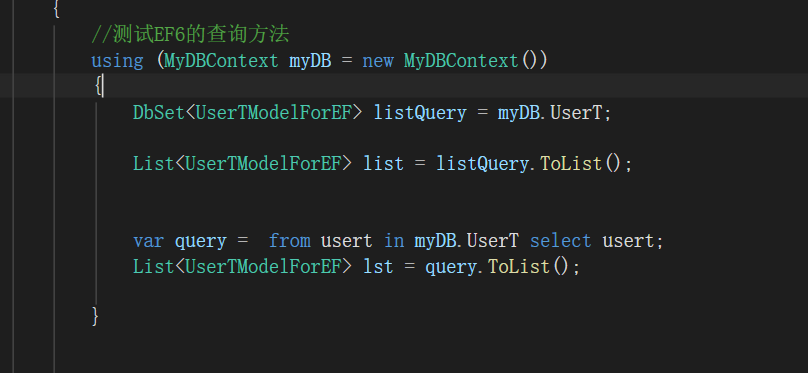 {
//测试EF6的查询方法
using (MyDBContext myDB = new MyDBContext())
{
DbSet<UserTModelForEF> listQuery = myDB.UserT;
List<UserTModelForEF> list = listQuery.ToList();
var query =  from usert in myDB.UserT select usert;
List<UserTModelForEF> lst = query.ToList();
}